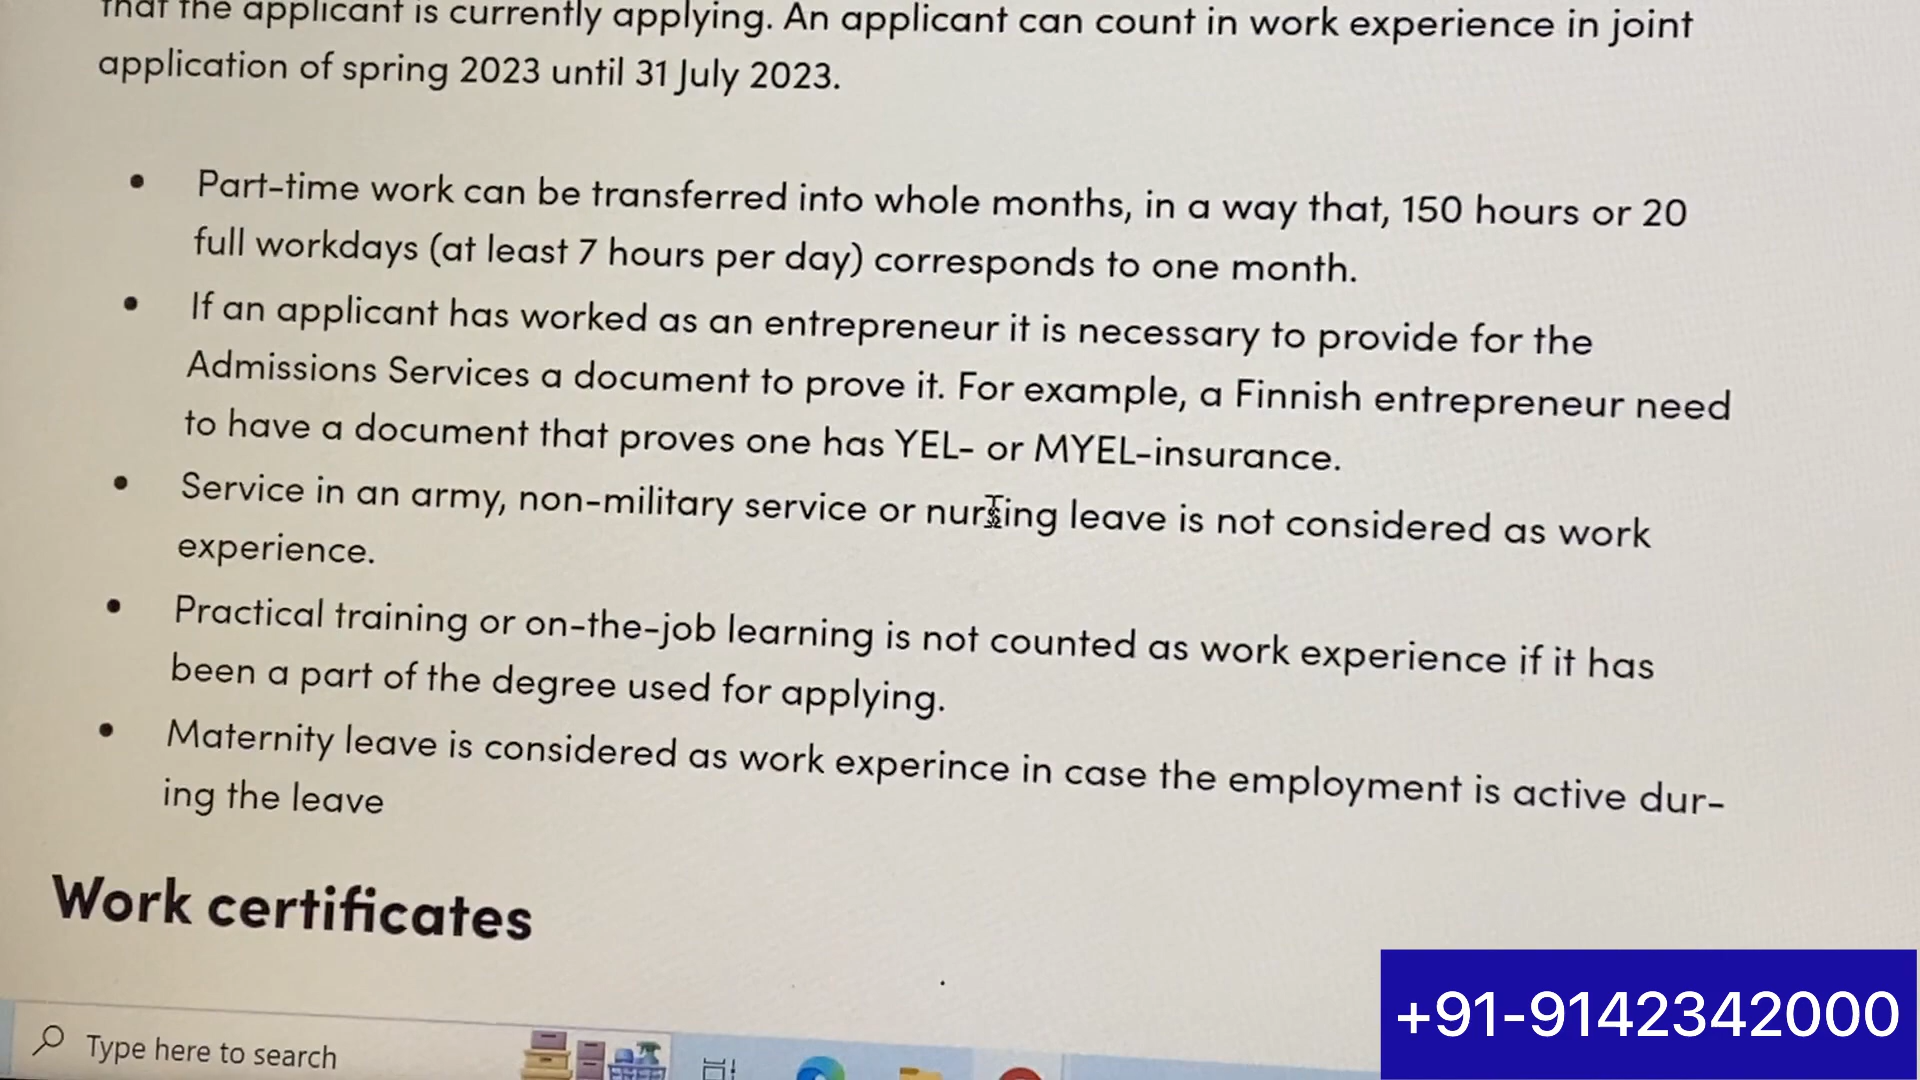 that the applicant is currently applying. An applicant can count in work experience in joint
application of spring 2023 until 31 July 2023.
• Part-time work can be transferred into whole months, in a way that, 150 hours or 20
full workdays (at least 7 hours per day) corresponds to one month.
• If an applicant has worked as an entrepreneur it is necessary to provide for the
Admissions Services a document to prove it. For example, a Finnish entrepreneur need
to have a document that proves one has YEL- or MYEL-insurance.
• Service in an army, non-military service or nursing leave is not considered as work
experience.
• Practical training or on-the-job learning is not counted as work experience if it has
been a part of the degree used for applying.
• Maternity leave is considered as work experince in case the employment is active dur-
ing the leave
Work certificates
Type here to search
+91-9142342000